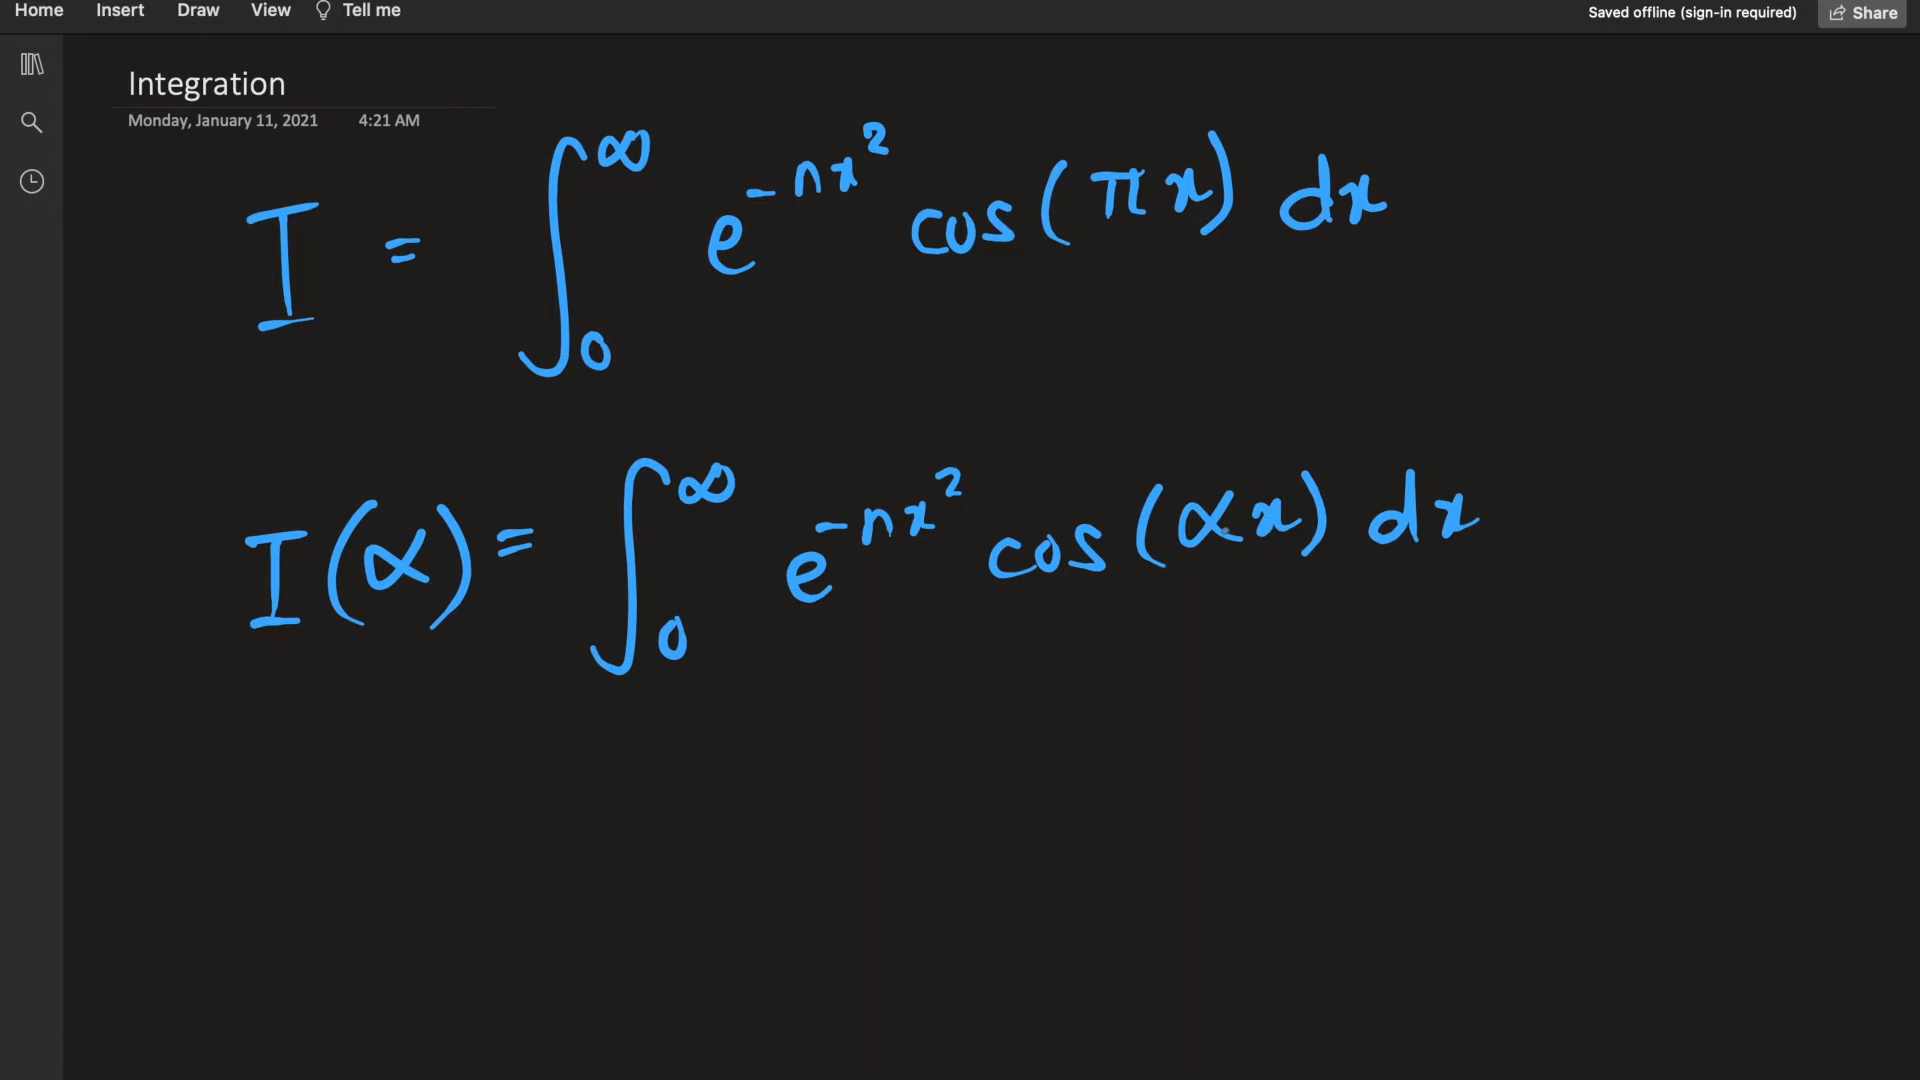 Home Insert Draw View Tell me Saved offline (sign-in required) Share
Integration
Monday, January 11, 2021 4:21 AM
I = ∫₀^∞ e^(-nx²) cos(πx) dx
I(α) = ∫₀^∞ e^(-nx²) cos(αx) dx